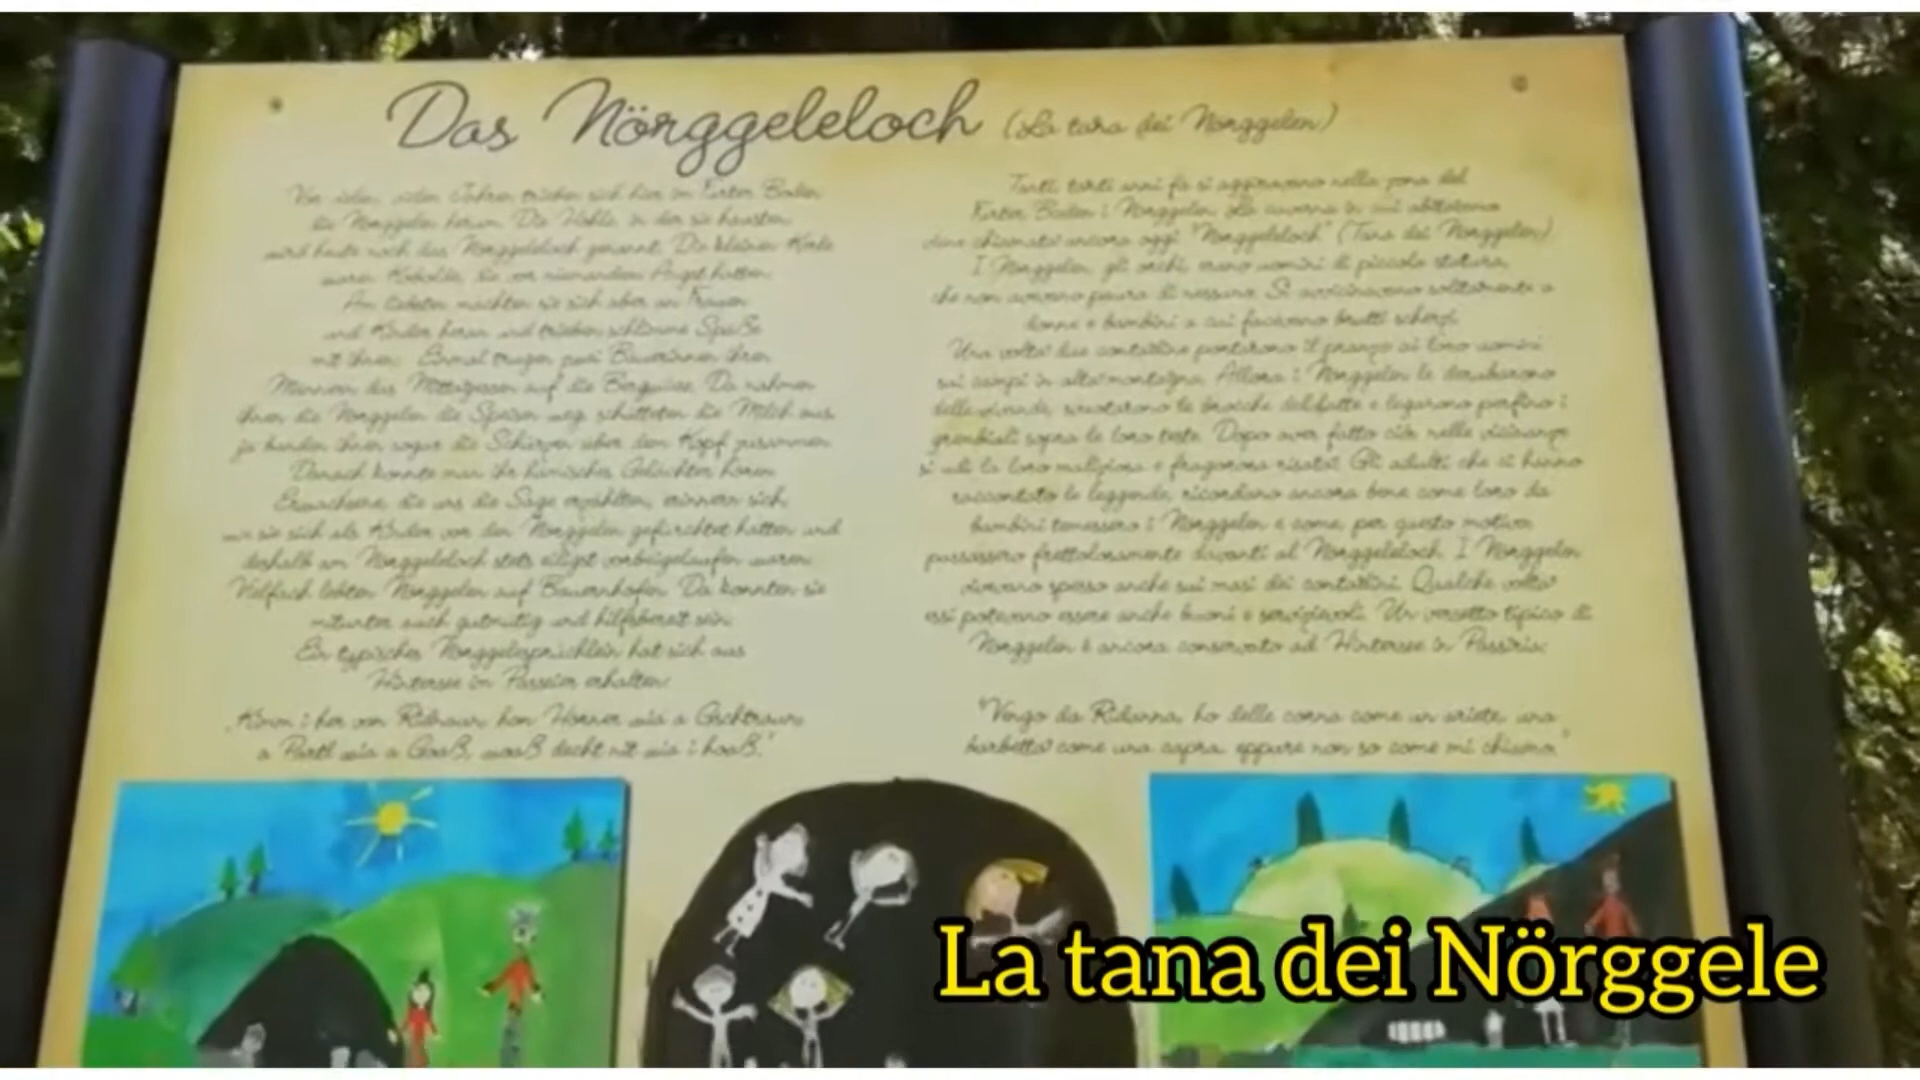 Das Nörggeleloch (La tana dei Nörggelen)
Vor vielen, vielen Jahren trieben sich hier im Kirter Boden
die Nörggelen herum. Die Höhle, in der sie hausten,
wird heute noch das Nörggeleloch genannt. Die kleinen Kerle
waren Kobolde, die vor niemandem Angst hatten.
Am liebsten machten sie sich aber an Frauen
und Kinder heran und trieben schlimme Späße
mit ihnen. Einmal trugen zwei Bäuerinnen ihren
Männern das Mittagessen auf die Bergwiese. Da nahmen
ihnen die Nörggelen die Speisen weg, schütteten die Milch aus,
ja banden ihnen sogar die Schürzen über dem Kopf zusammen.
Danach konnte man ihr hämisches Gelächter hören.
Erwachsene, die uns die Sage erzählten, erinnern sich,
wie sie sich als Kinder vor den Nörggelen gefürchtet hatten und
deshalb am Nörggeleloch stets eiligst vorbeigelaufen waren.
Vielfach lebten Nörggelen auf Bauernhöfen. Da konnten sie
mitunter auch gutmütig und hilfsbereit sein.
Ein typisches Nörggelesprüchlein hat sich aus
Hintersee im Passeier erhalten:
„Kimm i her von Ridnaun, hon Hörner wia a
a Bartl wia a Goaß, woaß decht nit wia i hoaß."
Tanti tanti anni fa si aggiravano nella zona del
Kirter Boden i Nörggelen. La caverna in cui abitavano
viene chiamata ancora oggi "Nörggeleloch" (Tana dei Nörggelen).
I Nörggelen, gli orchi, erano uomini di piccola statura,
che non avevano paura di nessuno. Si avvicinavano solitamente a
donne e bambini a cui facevano brutti scherzi.
Una volta due contadine portarono il pranzo ai loro uomini
sui campi in alta montagna. Allora i Nörggelen le derubarono
delle vivande, svuotarono le brocche del latte e legarono perfino i
grembiuli sopra le loro teste. Dopo aver fatto ciò nelle vicinanze
si udì la loro maligna e fragorosa risata. Gli adulti che ci hanno
raccontato le leggende, ricordano ancora bene come loro da
bambini temessero i Nörggelen e come, per questo motivo
passassero frettolosamente davanti al Nörggeleloch. I Nörggelen
vivevano spesso anche sui masi dei contadini. Qualche volta
essi potevano essere anche buoni e servizievoli. Un versetto tipico di
Nörggelen è ancora conservato ad Hintersee in Passiria:
"Vengo da Ridanna, ho delle corna come un ariete, una
barbetta come una capra, eppure non so come mi chiamo."
La tana dei Nörggele